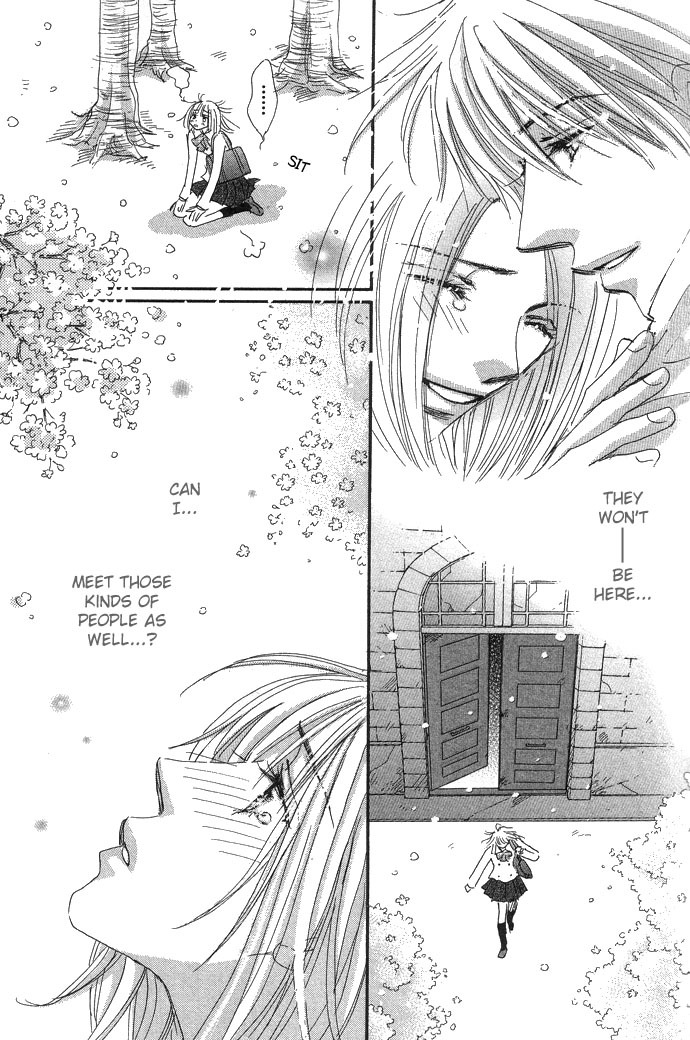 THEY
WON'T
BE
HERE...
......
SIT
CAN
I...
MEET THOSE
KINDS OF
PEOPLE AS
WELL...?